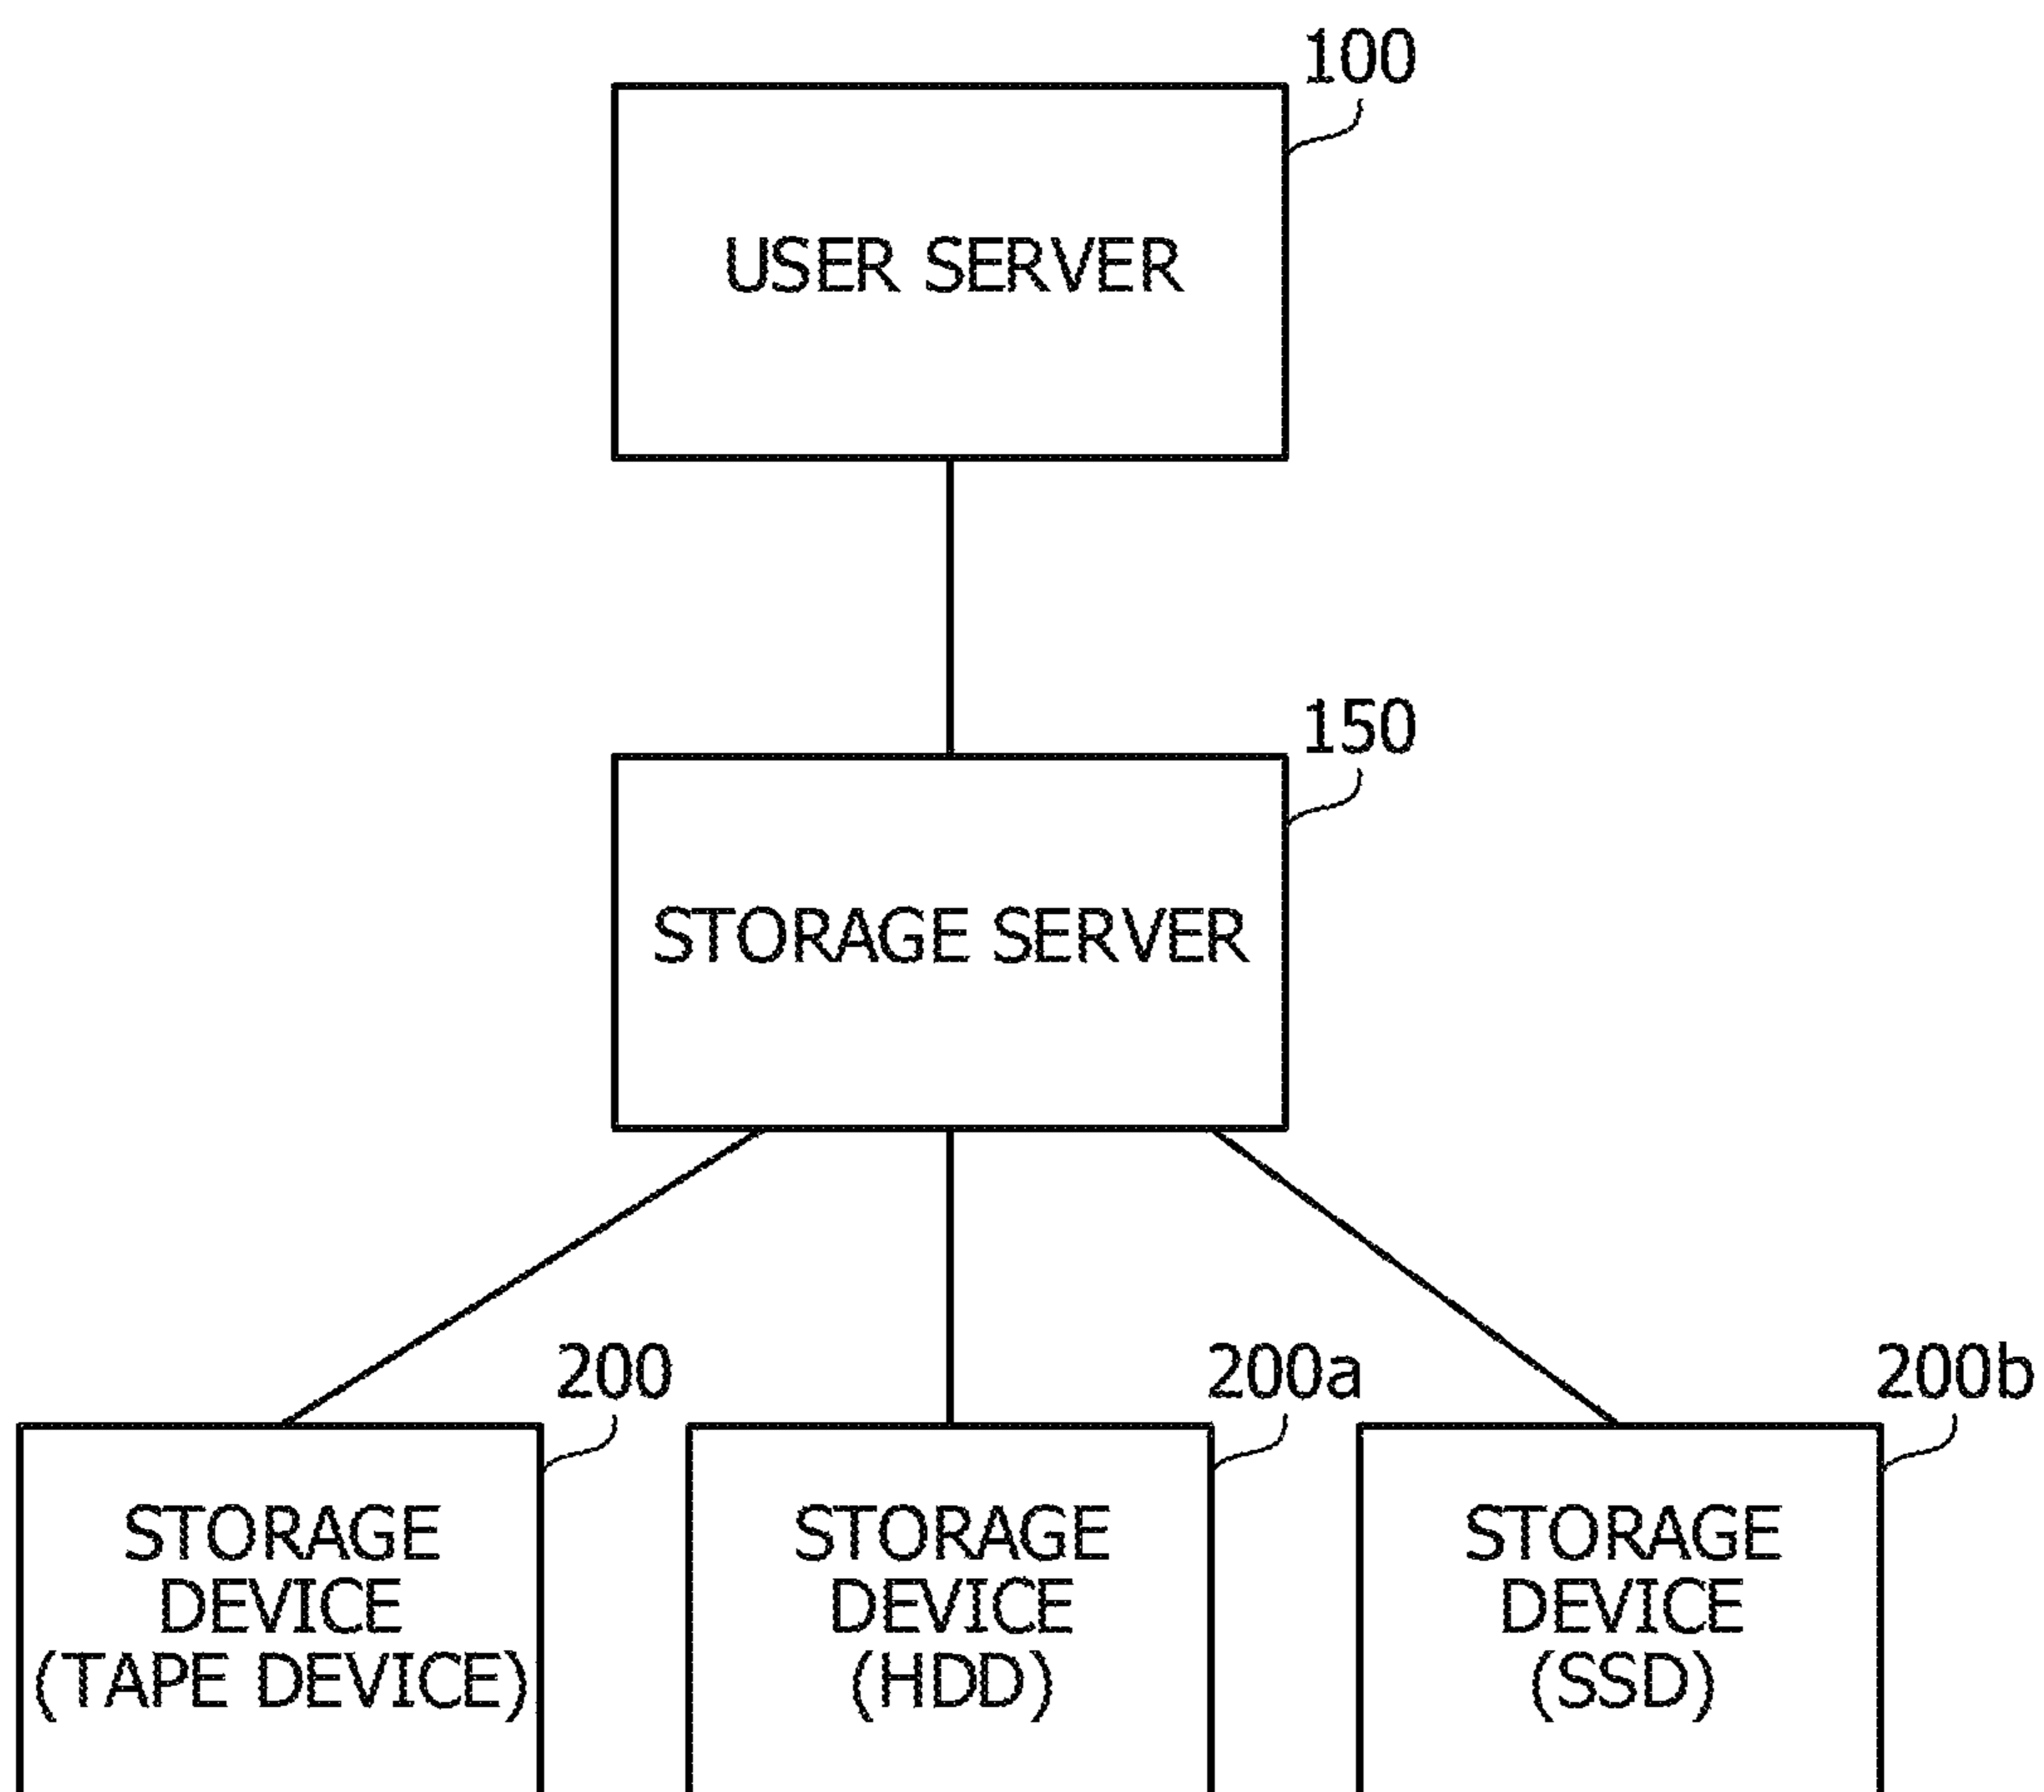 100
USER SERVER
150
STORAGE SERVER
200
200a
200b
STORAGE
DEVICE
(TAPE DEVICE)
STORAGE
DEVICE
(HDD)
STORAGE
DEVICE
(SSD)